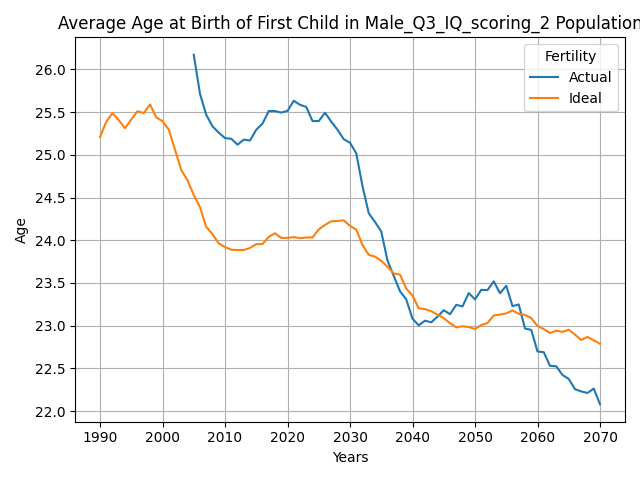 Average Age at Birth of First Child in Male_Q3_IQ_scoring_2 Population
Fertility
Actual
Ideal
26.0
25.5
25.0
24.5
24.0
23.5
23.0
22.5
22.0
Age
1990 2000 2010 2020 2030 2040 2050 2060 2070
Years